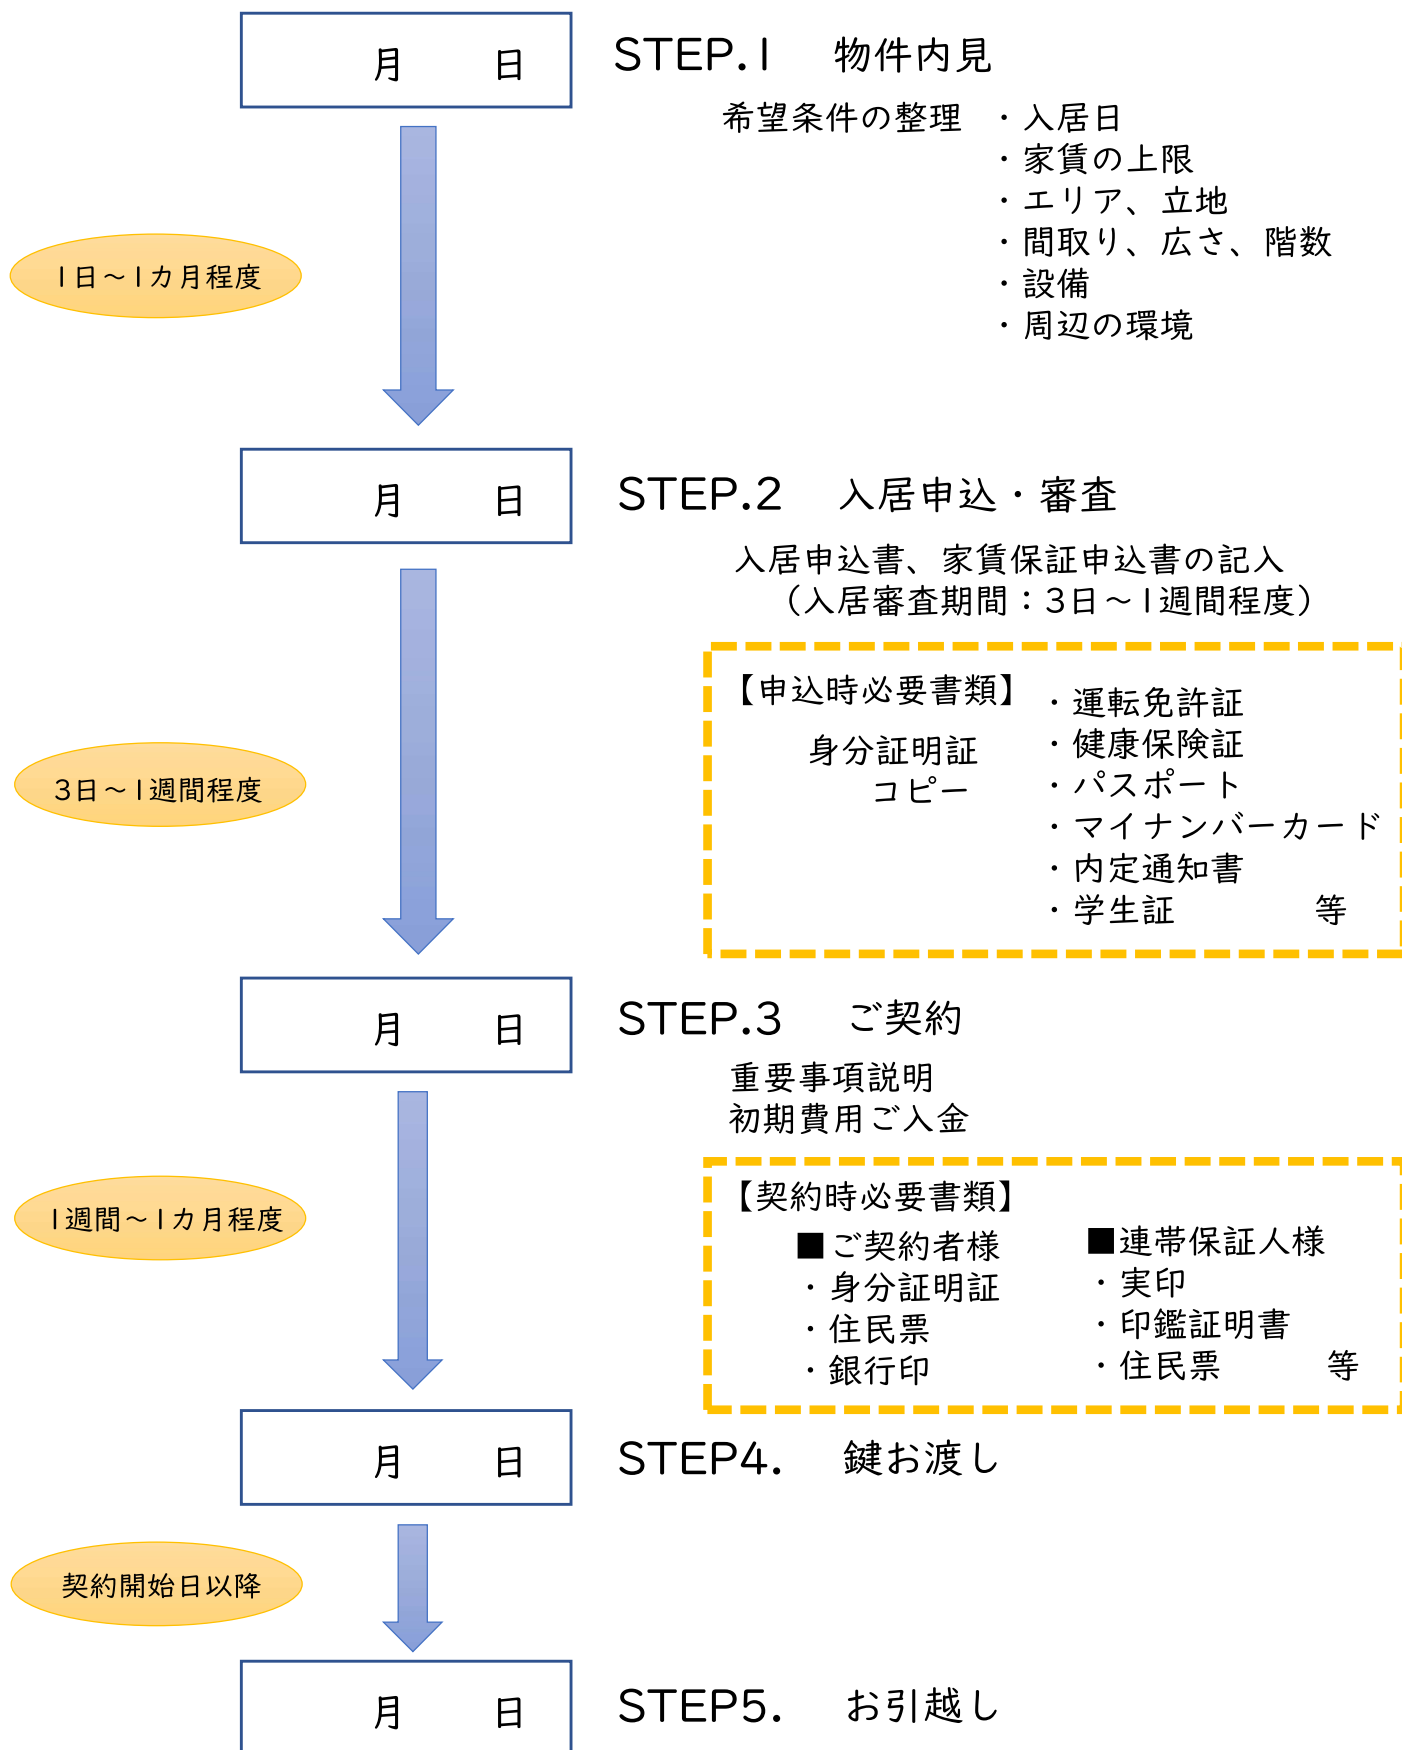 月　日
STEP.1　物件内見
希望条件の整理　・入居日
・家賃の上限
・エリア、立地
・間取り、広さ、階数
・設備
・周辺の環境
1日～1カ月程度
月　日
STEP.2　入居申込・審査
入居申込書、家賃保証申込書の記入
（入居審査期間：3日～1週間程度）
【申込時必要書類】
身分証明証
コピー
・運転免許証
・健康保険証
・パスポート
・マイナンバーカード
・内定通知書
・学生証　等
3日～1週間程度
月　日
STEP.3　ご契約
重要事項説明
初期費用ご入金
【契約時必要書類】
■ご契約者様
・身分証明証
・住民票
・銀行印
■連帯保証人様
・実印
・印鑑証明書
・住民票　等
1週間～1カ月程度
月　日
STEP4.　鍵お渡し
契約開始日以降
月　日
STEP5.　お引越し